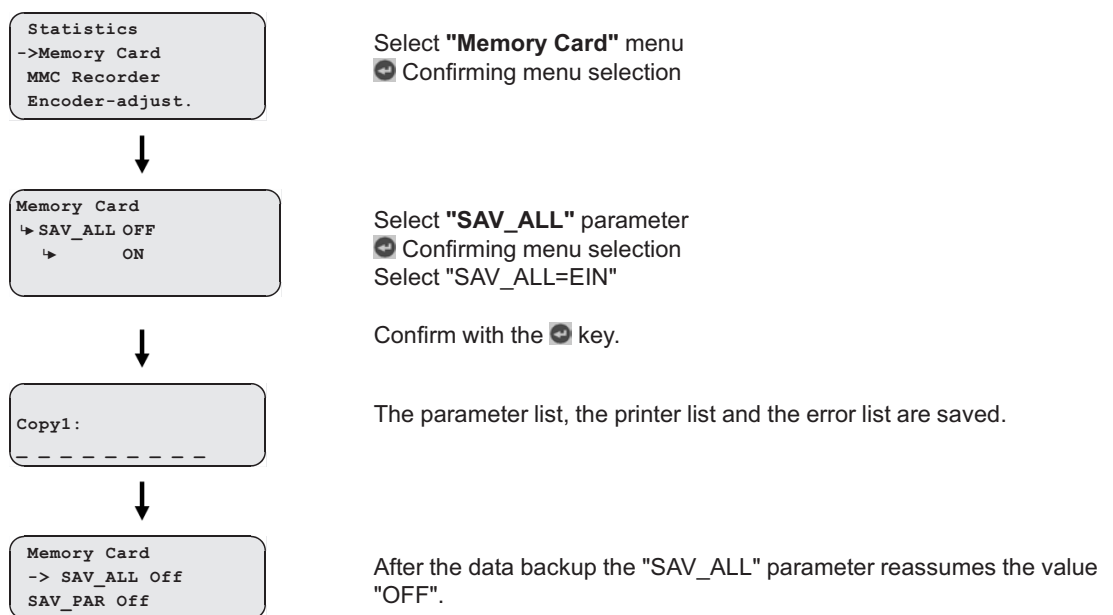 Statistics
->Memory Card
MMC Recorder
Encoder-adjust.
Select "Memory Card" menu
Confirming menu selection
Memory Card
↳ SAV_ALL OFF
↳ ON
Select "SAV_ALL" parameter
Confirming menu selection
Select "SAV_ALL=EIN"
Confirm with the key.
Copy1:
_ _ _ _ _ _ _ _ _
The parameter list, the printer list and the error list are saved.
Memory Card
-> SAV_ALL Off
SAV_PAR Off
After the data backup the "SAV_ALL" parameter reassumes the value
"OFF".